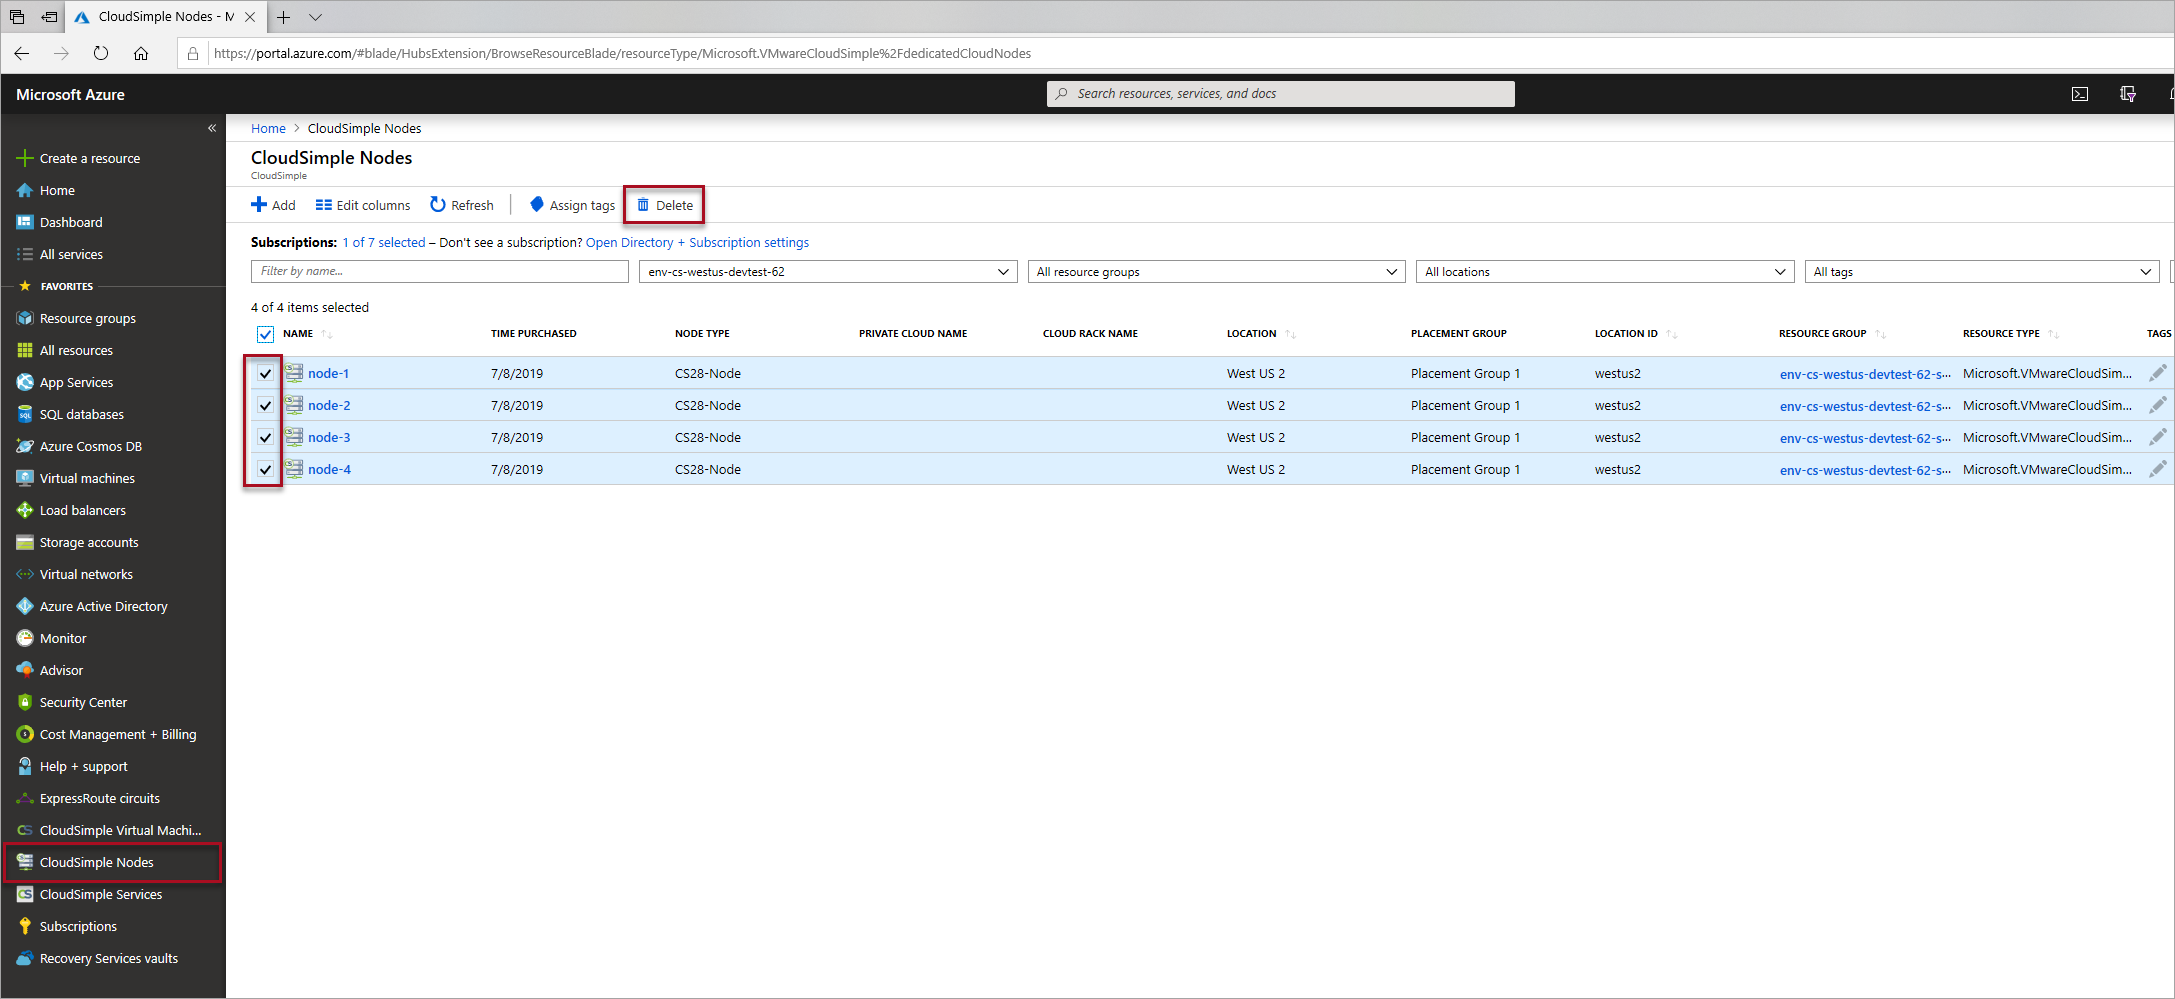 CloudSimple Nodes - M
https://portal.azure.com/#blade/HubsExtension/BrowseResourceBlade/resourceType/Microsoft.VMwareCloudSimple%2FdedicatedCloudNodes
Microsoft Azure
Search resources, services, and docs
Create a resource
Home
Dashboard
All services
FAVORITES
Resource groups
All resources
App Services
SQL databases
Azure Cosmos DB
Virtual machines
Load balancers
Storage accounts
Virtual networks
Azure Active Directory
Monitor
Advisor
Security Center
Cost Management + Billing
Help + support
ExpressRoute circuits
CloudSimple Virtual Machi...
CloudSimple Nodes
CloudSimple Services
Subscriptions
Recovery Services vaults
Home > CloudSimple Nodes
CloudSimple Nodes
CloudSimple
Add Edit columns Refresh Assign tags Delete
Subscriptions: 1 of 7 selected – Don't see a subscription? Open Directory + Subscription settings
Filter by name... env-cs-westus-devtest-62 All resource groups All locations All tags
4 of 4 items selected
NAME TIME PURCHASED NODE TYPE PRIVATE CLOUD NAME CLOUD RACK NAME LOCATION PLACEMENT GROUP LOCATION ID RESOURCE GROUP RESOURCE TYPE TAGS
node-1 7/8/2019 CS28-Node West US 2 Placement Group 1 westus2 env-cs-westus-devtest-62-s... Microsoft.VMwareCloudSim...
node-2 7/8/2019 CS28-Node West US 2 Placement Group 1 westus2 env-cs-westus-devtest-62-s... Microsoft.VMwareCloudSim...
node-3 7/8/2019 CS28-Node West US 2 Placement Group 1 westus2 env-cs-westus-devtest-62-s... Microsoft.VMwareCloudSim...
node-4 7/8/2019 CS28-Node West US 2 Placement Group 1 westus2 env-cs-westus-devtest-62-s... Microsoft.VMwareCloudSim...